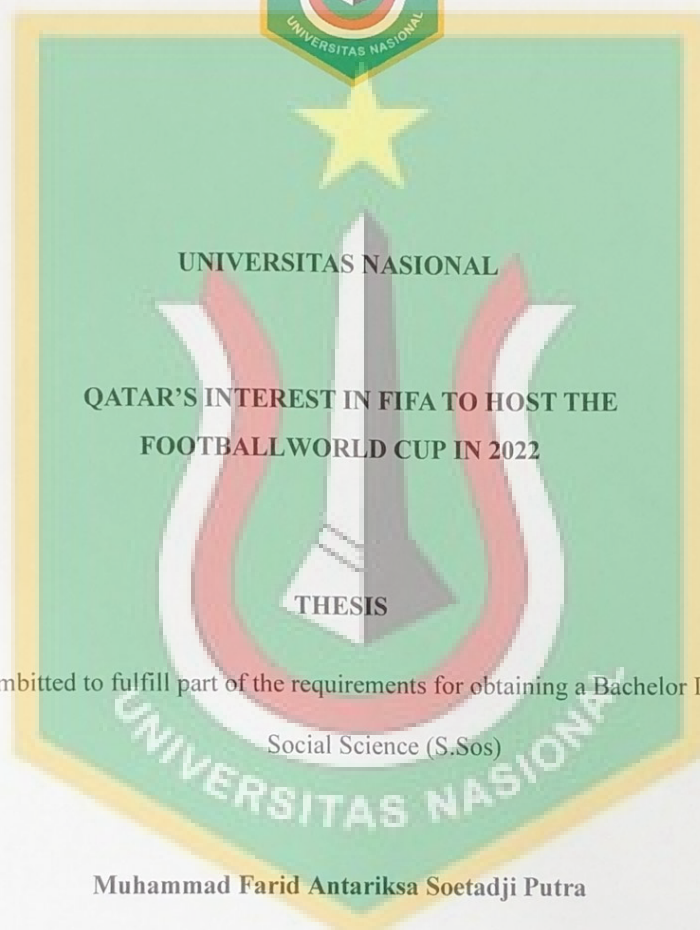 UNIVERSITAS NASIONAL
UNIVERSITAS NASIONAL
QATAR'S INTEREST IN FIFA TO HOST THE
FOOTBALLWORLD CUP IN 2022
THESIS
mbitted to fulfill part of the requirements for obtaining a Bachelor
Social Science (S.Sos)
UNIVERSITAS NASIONAL
Muhammad Farid Antariksa Soetadji Putra